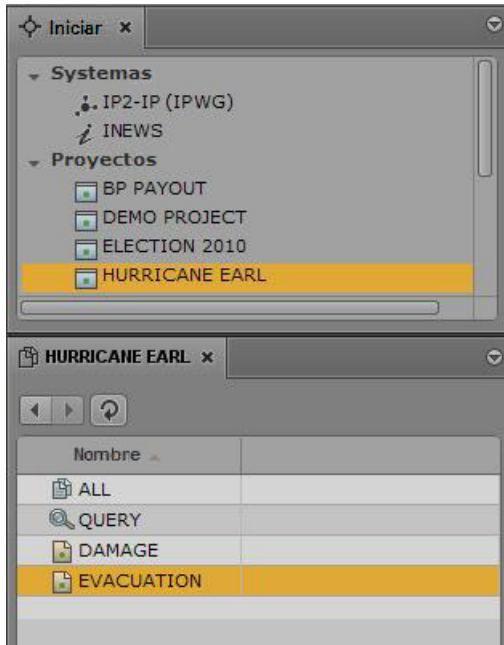 Iniciar
Systemas
IP2-IP (IPWG)
INEWS
Proyectos
BP PAYOUT
DEMO PROJECT
ELECTION 2010
HURRICANE EARL
HURRICANE EARL
Nombre
ALL
QUERY
DAMAGE
EVACUATION